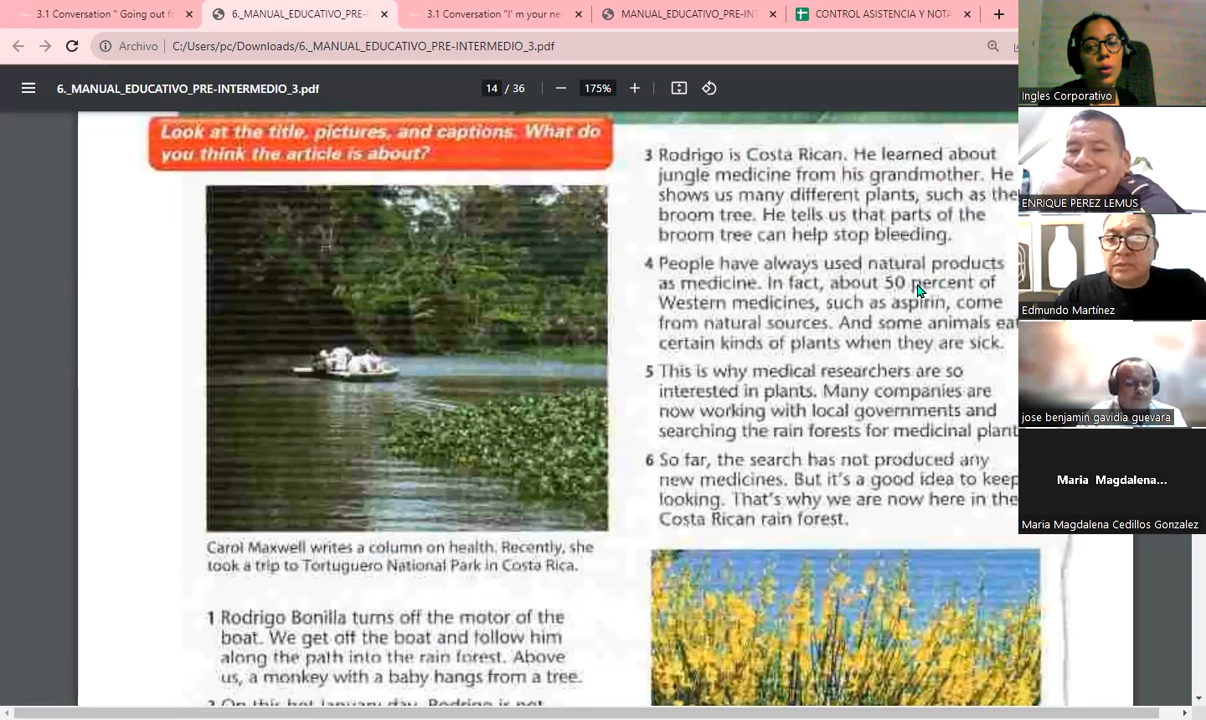 3.1 Conversation " Going out fo
6._MANUAL_EDUCATIVO_PRE-
3.1 Conversation "I' m your ne
MANUAL_EDUCATIVO_PRE-INT
CONTROL ASISTENCIA Y NOTA
Archivo
C:/Users/pc/Downloads/6._MANUAL_EDUCATIVO_PRE-INTERMEDIO_3.pdf
6._MANUAL_EDUCATIVO_PRE-INTERMEDIO_3.pdf
14 / 36
175%
Look at the title, pictures, and captions. What do
you think the article is about?
Carol Maxwell writes a column on health. Recently, she
took a trip to Tortuguero National Park in Costa Rica.
1 Rodrigo Bonilla turns off the motor of the
boat. We get off the boat and follow him
along the path into the rain forest. Above
us, a monkey with a baby hangs from a tree.
2 On this hot January day, Rodrigo is not
3 Rodrigo is Costa Rican. He learned about
jungle medicine from his grandmother. He
shows us many different plants, such as the
broom tree. He tells us that parts of the
broom tree can help stop bleeding.
4 People have always used natural products
as medicine. In fact, about 50 percent of
Western medicines, such as aspirin, come
from natural sources. And some animals eat
certain kinds of plants when they are sick.
5 This is why medical researchers are so
interested in plants. Many companies are
now working with local governments and
searching the rain forests for medicinal plant
6 So far, the search has not produced any
new medicines. But it's a good idea to keep
looking. That's why we are now here in the
Costa Rican rain forest.
Ingles Corporativo
ENRIQUE PEREZ LEMUS
Edmundo Martínez
jose benjamin gavidia guevara
Maria Magdalena...
Maria Magdalena Cedillos Gonzalez